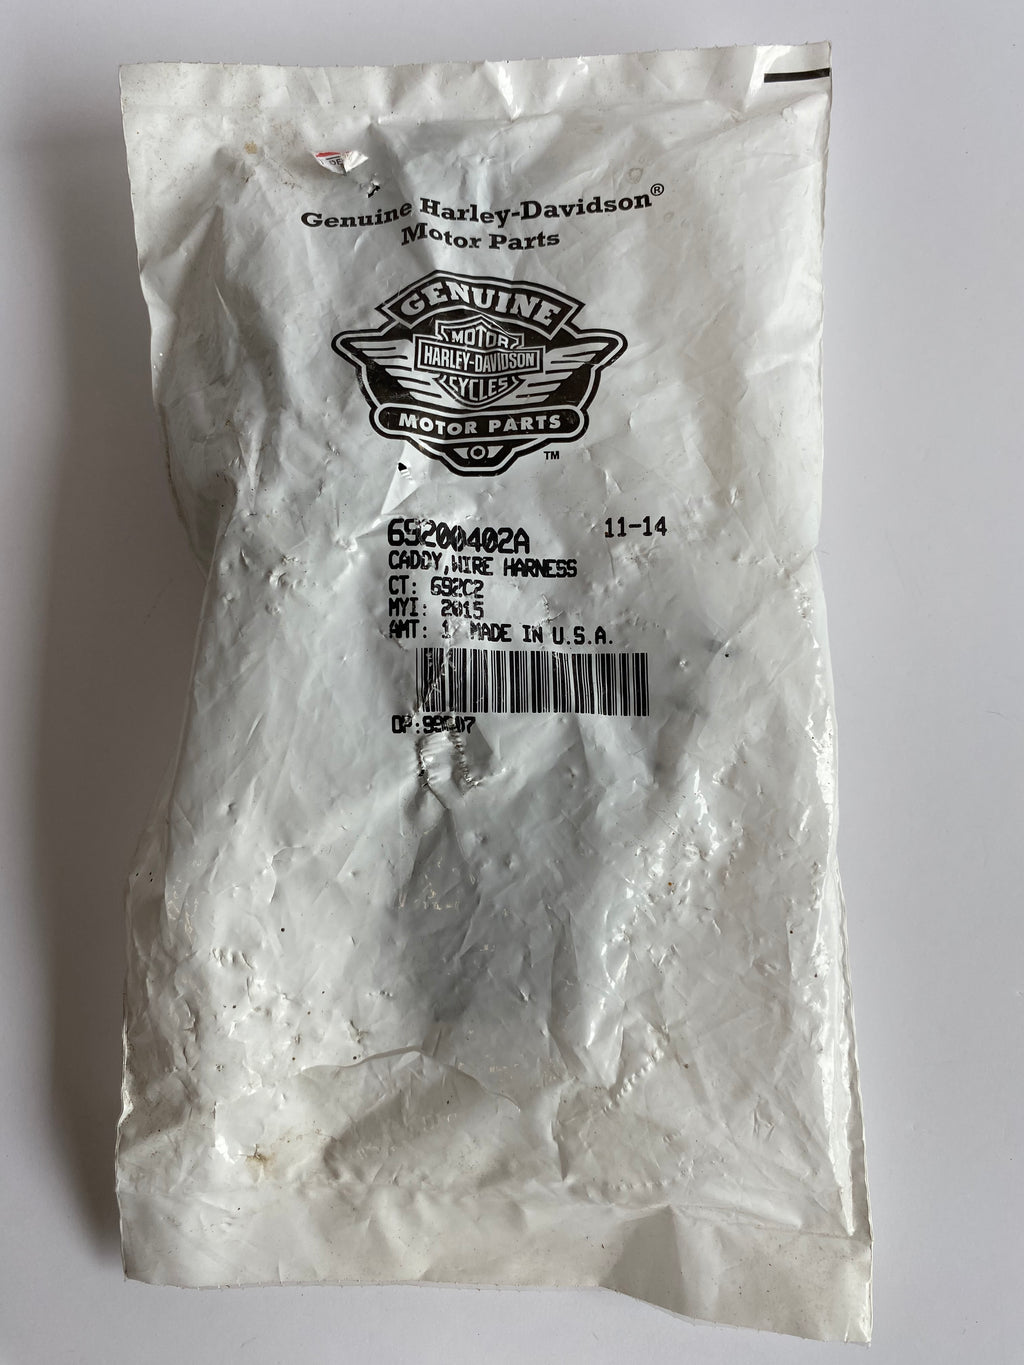 Genuine Harley-Davidson®
Motor Parts
GENUINE
MOTOR
HARLEY-DAVIDSON
CYCLES
MOTOR PARTS
TM
69200402A 11-14
CADDY,WIRE HARNESS
CT: 692C2
MYI: 2015
AMT: 1 MADE IN U.S.A.